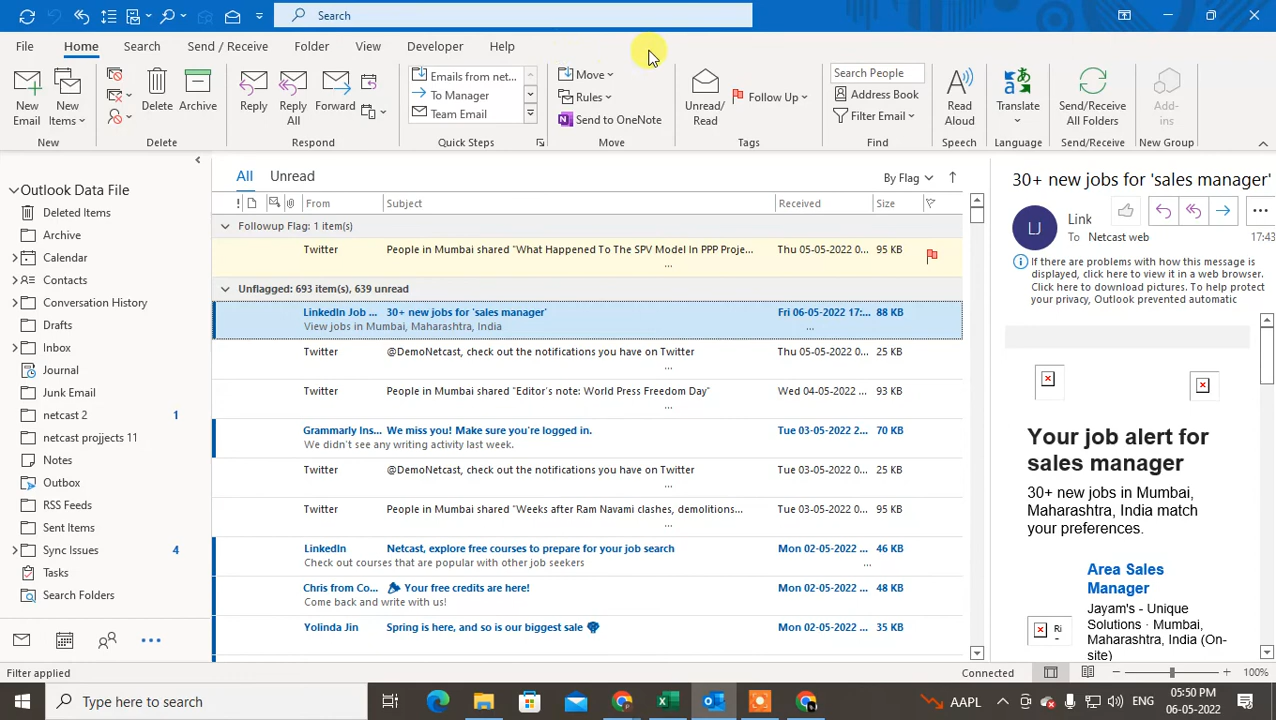 Search
File Home Search Send / Receive Folder View Developer Help
New Email
New Items
Delete
Archive
Reply
Reply All
Forward
Emails from net...
To Manager
Team Email
Move
Rules
Send to OneNote
Unread/ Read
Follow Up
Search People
Address Book
Filter Email
Read Aloud
Translate
Send/Receive All Folders
Add-ins
New Delete Respond Quick Steps Move Tags Find Speech Language Send/Receive New Group
Outlook Data File
Deleted Items
Archive
Calendar
Contacts
Conversation History
Drafts
Inbox
Journal
Junk Email
netcast 2 1
netcast projjects 11
Notes
Outbox
RSS Feeds
Sent Items
Sync Issues 4
Tasks
Search Folders
All Unread By Flag
! From Subject Received Size
Followup Flag: 1 item(s)
Twitter People in Mumbai shared "What Happened To The SPV Model In PPP Proje... Thu 05-05-2022 0... 95 KB
...
Unflagged: 693 item(s), 639 unread
LinkedIn Job ... 30+ new jobs for 'sales manager' Fri 06-05-2022 17:... 88 KB
View jobs in Mumbai, Maharashtra, India ...
Twitter @DemoNetcast, check out the notifications you have on Twitter Thu 05-05-2022 0... 25 KB
...
Twitter People in Mumbai shared "Editor's note: World Press Freedom Day" Wed 04-05-2022 ... 93 KB
...
Grammarly Ins... We miss you! Make sure you're logged in. Tue 03-05-2022 2... 70 KB
We didn't see any writing activity last week.
Twitter @DemoNetcast, check out the notifications you have on Twitter Tue 03-05-2022 0... 25 KB
...
Twitter People in Mumbai shared "Weeks after Ram Navami clashes, demolitions... Tue 03-05-2022 0... 95 KB
...
LinkedIn Netcast, explore free courses to prepare for your job search Mon 02-05-2022 ... 46 KB
Check out courses that are popular with other job seekers ...
Chris from Co... Your free credits are here! Mon 02-05-2022 ... 48 KB
Come back and write with us!
Yolinda Jin Spring is here, and so is our biggest sale Mon 02-05-2022 ... 35 KB
30+ new jobs for 'sales manager'
LJ
Link
To Netcast web 17:43
If there are problems with how this message is
displayed, click here to view it in a web browser.
Click here to download pictures. To help protect
your privacy, Outlook prevented automatic
Your job alert for
sales manager
30+ new jobs in Mumbai,
Maharashtra, India match
your preferences.
Area Sales
Manager
Jayam's - Unique
Solutions · Mumbai,
Maharashtra, India (On-
site)
Ri
Filter applied Connected 100%
Type here to search
AAPL ENG 05:50 PM
06-05-2022